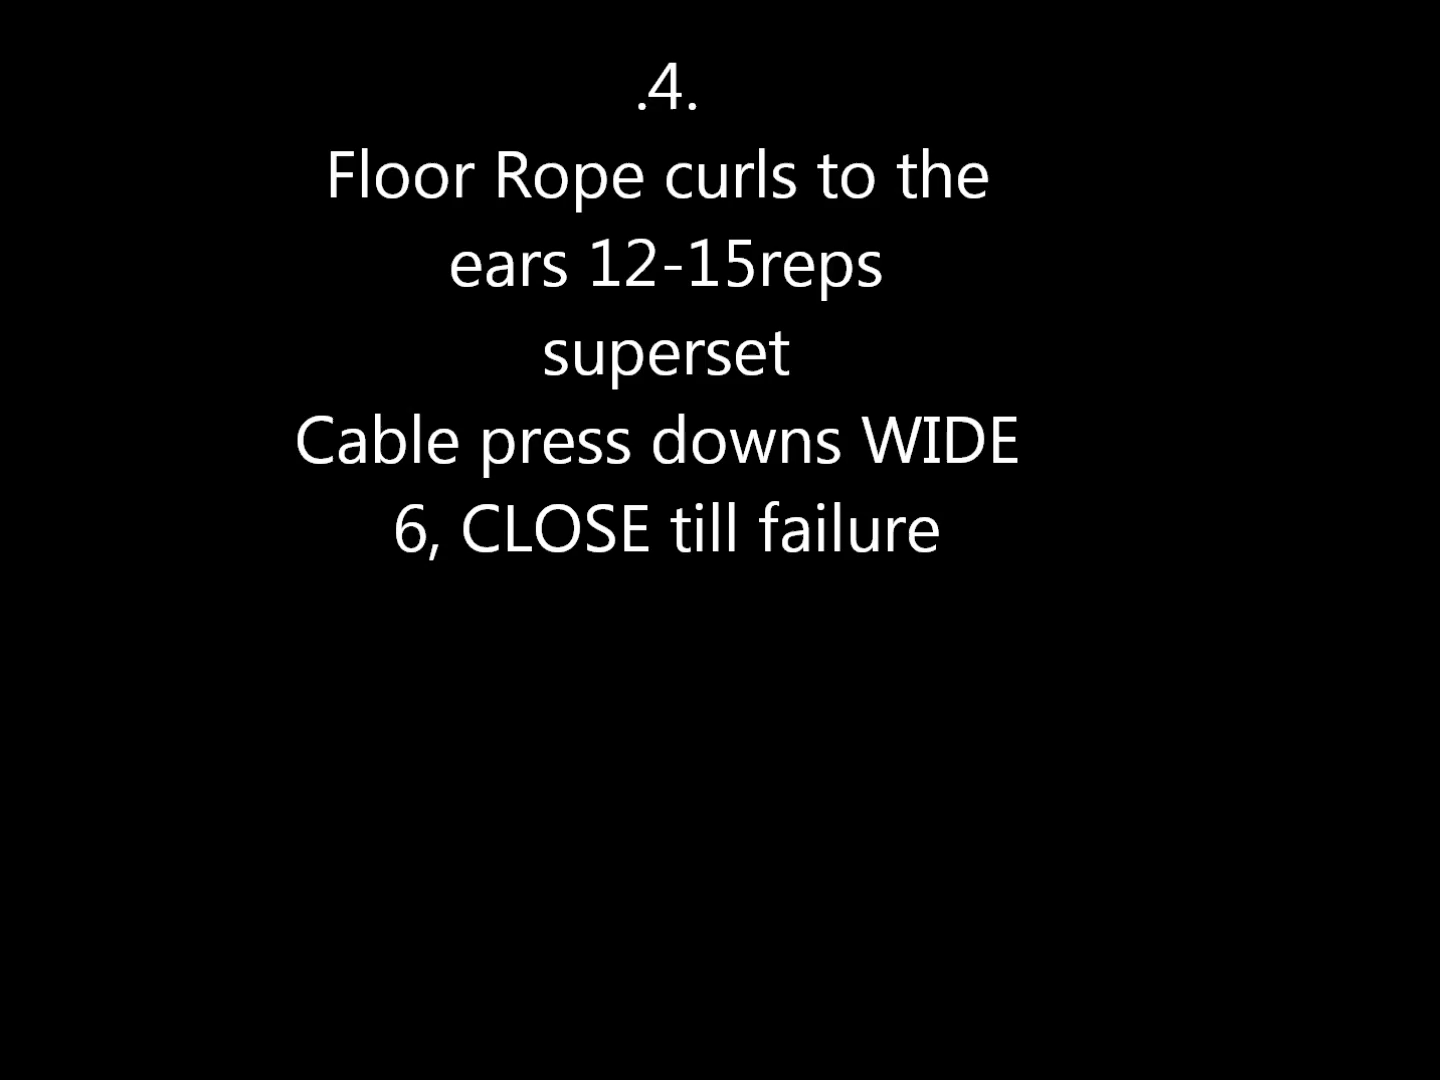 .4.
Floor Rope curls to the
ears 12-15reps
superset
Cable press downs WIDE
6, CLOSE till failure